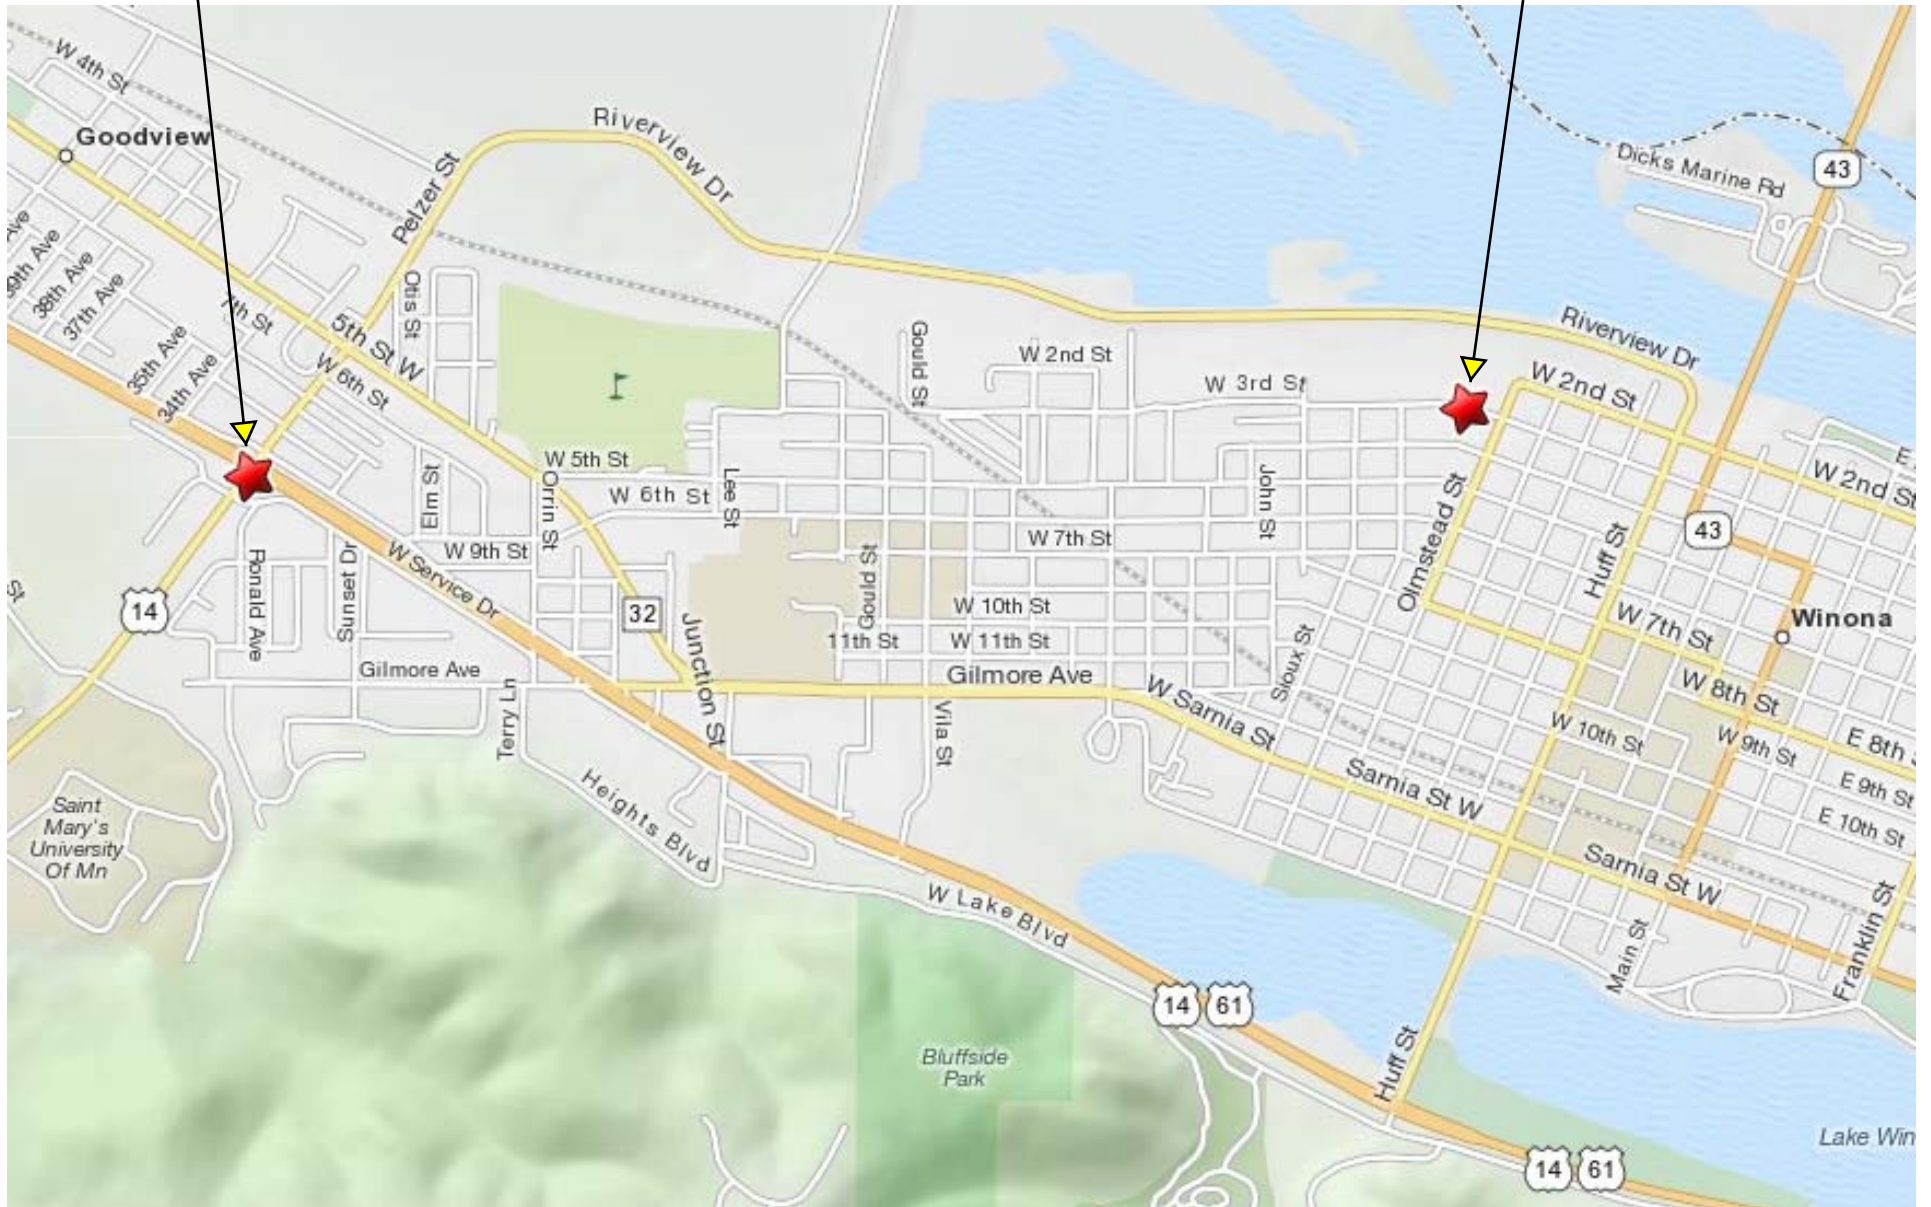 W 4th St
Goodview
Pelzer St
Riverview Dr
Dicks Marine Rd
43
Ave
39th Ave
38th Ave
37th Ave
7th St
35th Ave
34th Ave
Otis St
5th St W
W 6th St
Gould St
W 2nd St
W 3rd St
Riverview Dr
W 2nd St
W 2nd St
W 5th St
W 6th St
Elm St
Orrin St
Lee St
John St
Olmstead St
Huff St
43
W 7th St
W 9th St
W Service Dr
Ronald Ave
Sunset Dr
14
32
Junction St
Gould St
W 10th St
11th St
W 11th St
Gilmore Ave
Gilmore Ave
W Sarnia St
Sioux St
W 7th St
Winona
W 8th St
W 10th St
W 9th St
E 8th
E 9th St
E 10th St
St
Terry Ln
Vila St
Heights Blvd
Sarnia St W
Sarnia St W
Saint
Mary's
University
Of Mn
W Lake Blvd
Main St
Franklin St
14
61
Bluffside
Park
Huff St
14
61
Lake Win